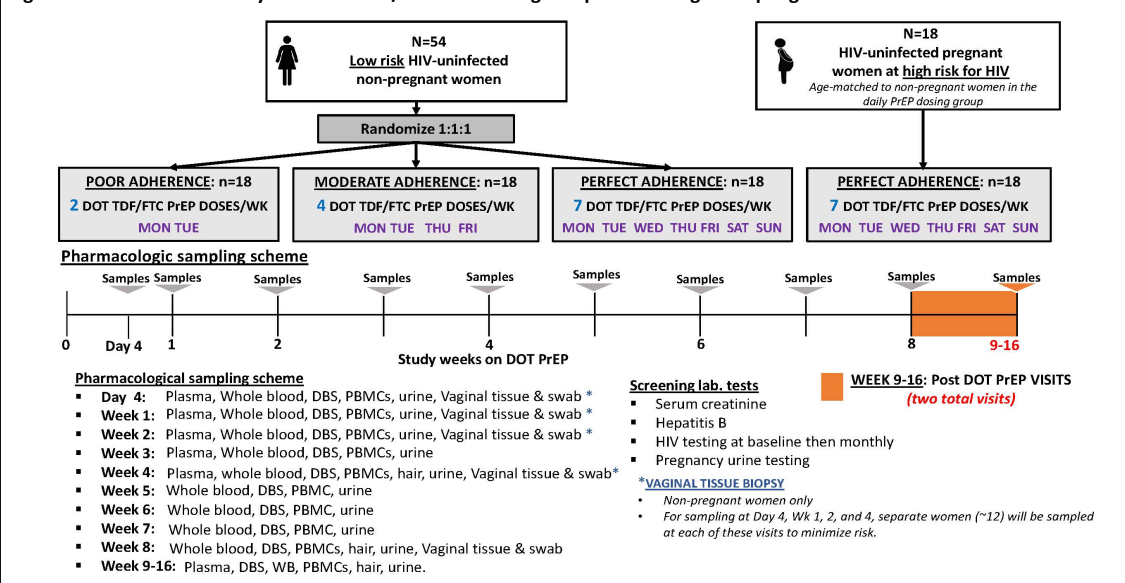 N=54
Low risk HIV-uninfected
non-pregnant women
N=18
HIV-uninfected pregnant
women at high risk for HIV
Age-matched to non-pregnant women in the
daily PrEP dosing group
Randomize 1:1:1
POOR ADHERENCE: n=18
2 DOT TDF/FTC PrEP DOSES/WK
MON TUE
MODERATE ADHERENCE: n=18
4 DOT TDF/FTC PrEP DOSES/WK
MON TUE THU FRI
PERFECT ADHERENCE: n=18
7 DOT TDF/FTC PrEP DOSES/WK
MON TUE WED THU FRI SAT SUN
PERFECT ADHERENCE: n=18
7 DOT TDF/FTC PrEP DOSES/WK
MON TUE WED THU FRI SAT SUN
Pharmacologic sampling scheme
Samples Samples Samples Samples Samples Samples Samples Samples Samples Samples
0 Day 4 1 2 4 6 8 9-16
Study weeks on DOT PrEP
Pharmacological sampling scheme
▪ Day 4: Plasma, Whole blood, DBS, PBMCs, urine, Vaginal tissue & swab *
▪ Week 1: Plasma, Whole blood, DBS, PBMCs, urine, Vaginal tissue & swab *
▪ Week 2: Plasma, Whole blood, DBS, PBMCs, urine, Vaginal tissue & swab *
▪ Week 3: Plasma, Whole blood, DBS, PBMCs, urine
▪ Week 4: Plasma, whole blood, DBS, PBMCs, hair, urine, Vaginal tissue & swab*
▪ Week 5: Whole blood, DBS, PBMC, urine
▪ Week 6: Whole blood, DBS, PBMC, urine
▪ Week 7: Whole blood, DBS, PBMC, urine
▪ Week 8: Whole blood, DBS, PBMCs, hair, urine, Vaginal tissue & swab
▪ Week 9-16: Plasma, DBS, WB, PBMCs, hair, urine.
Screening lab. tests
▪ Serum creatinine
▪ Hepatitis B
▪ HIV testing at baseline then monthly
▪ Pregnancy urine testing
*VAGINAL TISSUE BIOPSY
• Non-pregnant women only
• For sampling at Day 4, Wk 1, 2, and 4, separate women (~12) will be sampled
at each of these visits to minimize risk.
WEEK 9-16: Post DOT PrEP VISITS
(two total visits)